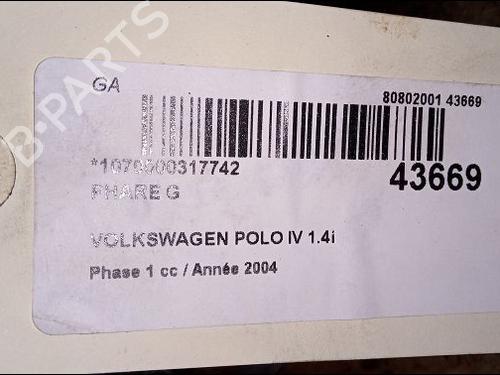 GA
80802001 43669
*1070500317742
43669
PHARE G
VOLKSWAGEN POLO IV 1.4i
Phase 1 cc / Année 2004
B-PARTS